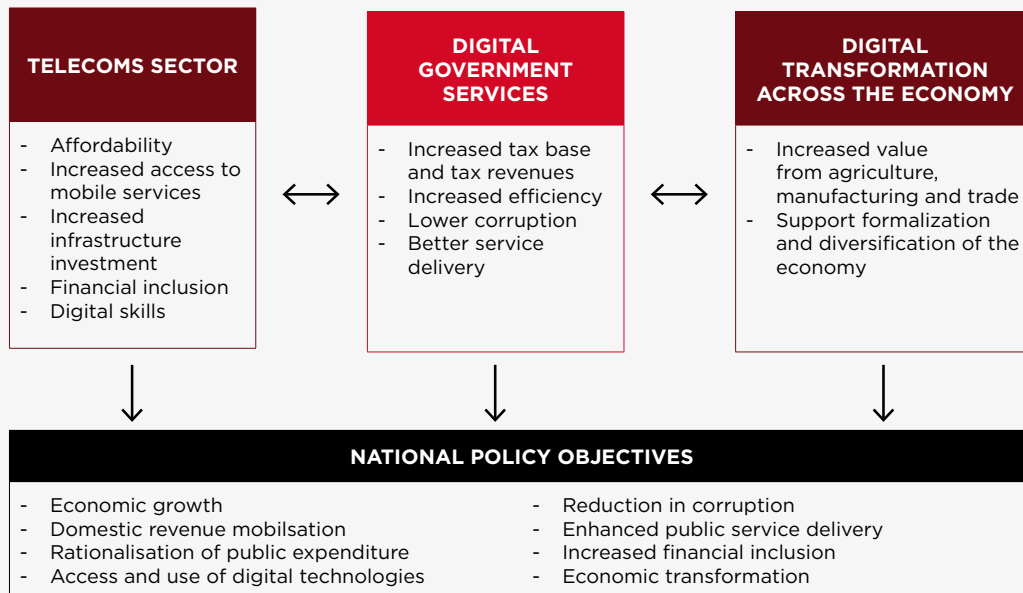 TELECOMS SECTOR
- Affordability
- Increased access to
mobile services
- Increased
infrastructure
investment
- Financial inclusion
- Digital skills
DIGITAL
GOVERNMENT
SERVICES
- Increased tax base
and tax revenues
- Increased efficiency
- Lower corruption
- Better service
delivery
DIGITAL
TRANSFORMATION
ACROSS THE ECONOMY
- Increased value
from agriculture,
manufacturing and trade
- Support formalization
and diversification of the
economy
NATIONAL POLICY OBJECTIVES
- Economic growth
- Domestic revenue mobilsation
- Rationalisation of public expenditure
- Access and use of digital technologies
- Reduction in corruption
- Enhanced public service delivery
- Increased financial inclusion
- Economic transformation